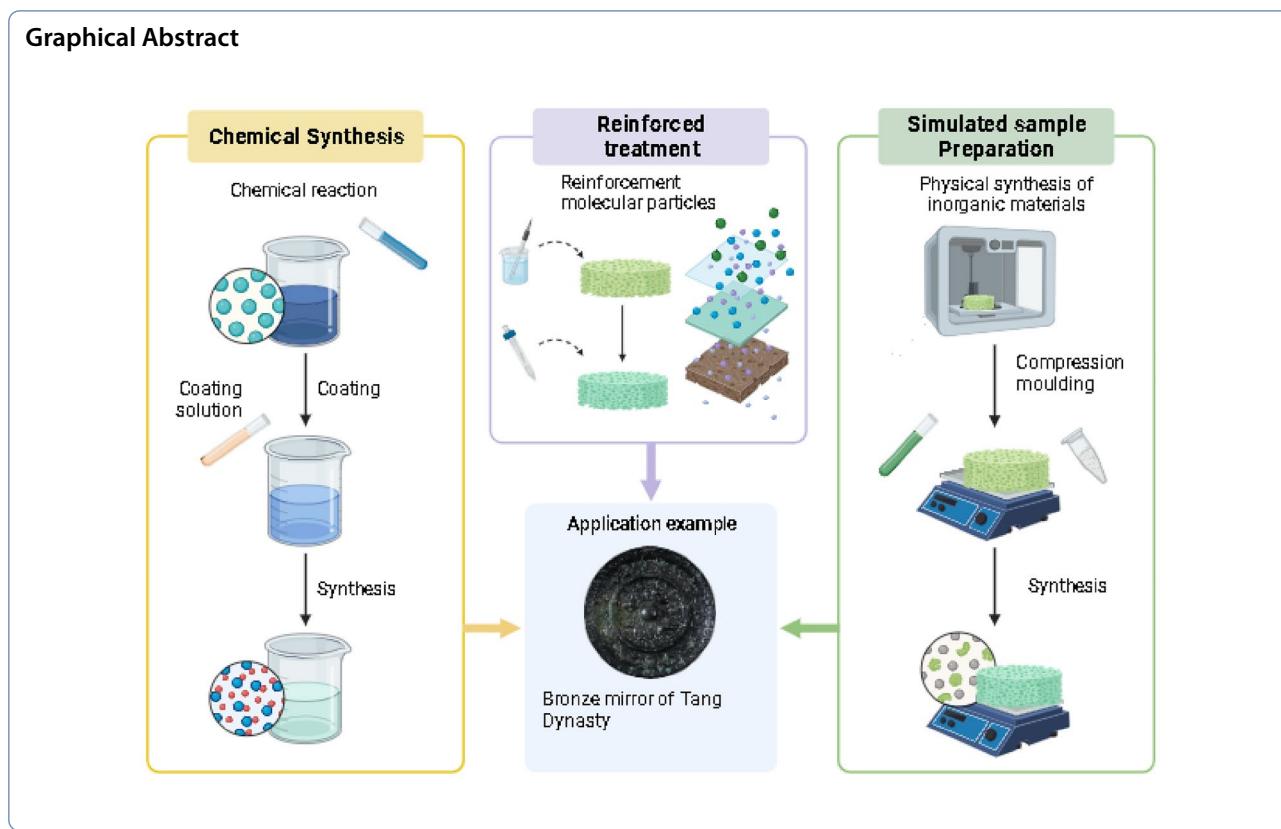 Graphical Abstract
Chemical Synthesis
Chemical reaction
Coating
solution
Coating
Synthesis
Reinforced
treatment
Reinforcement
molecular particles
Application example
Bronze mirror of Tang
Dynasty
Simulated sample
Preparation
Physical synthesis of
inorganic materials
Compression
moulding
Synthesis